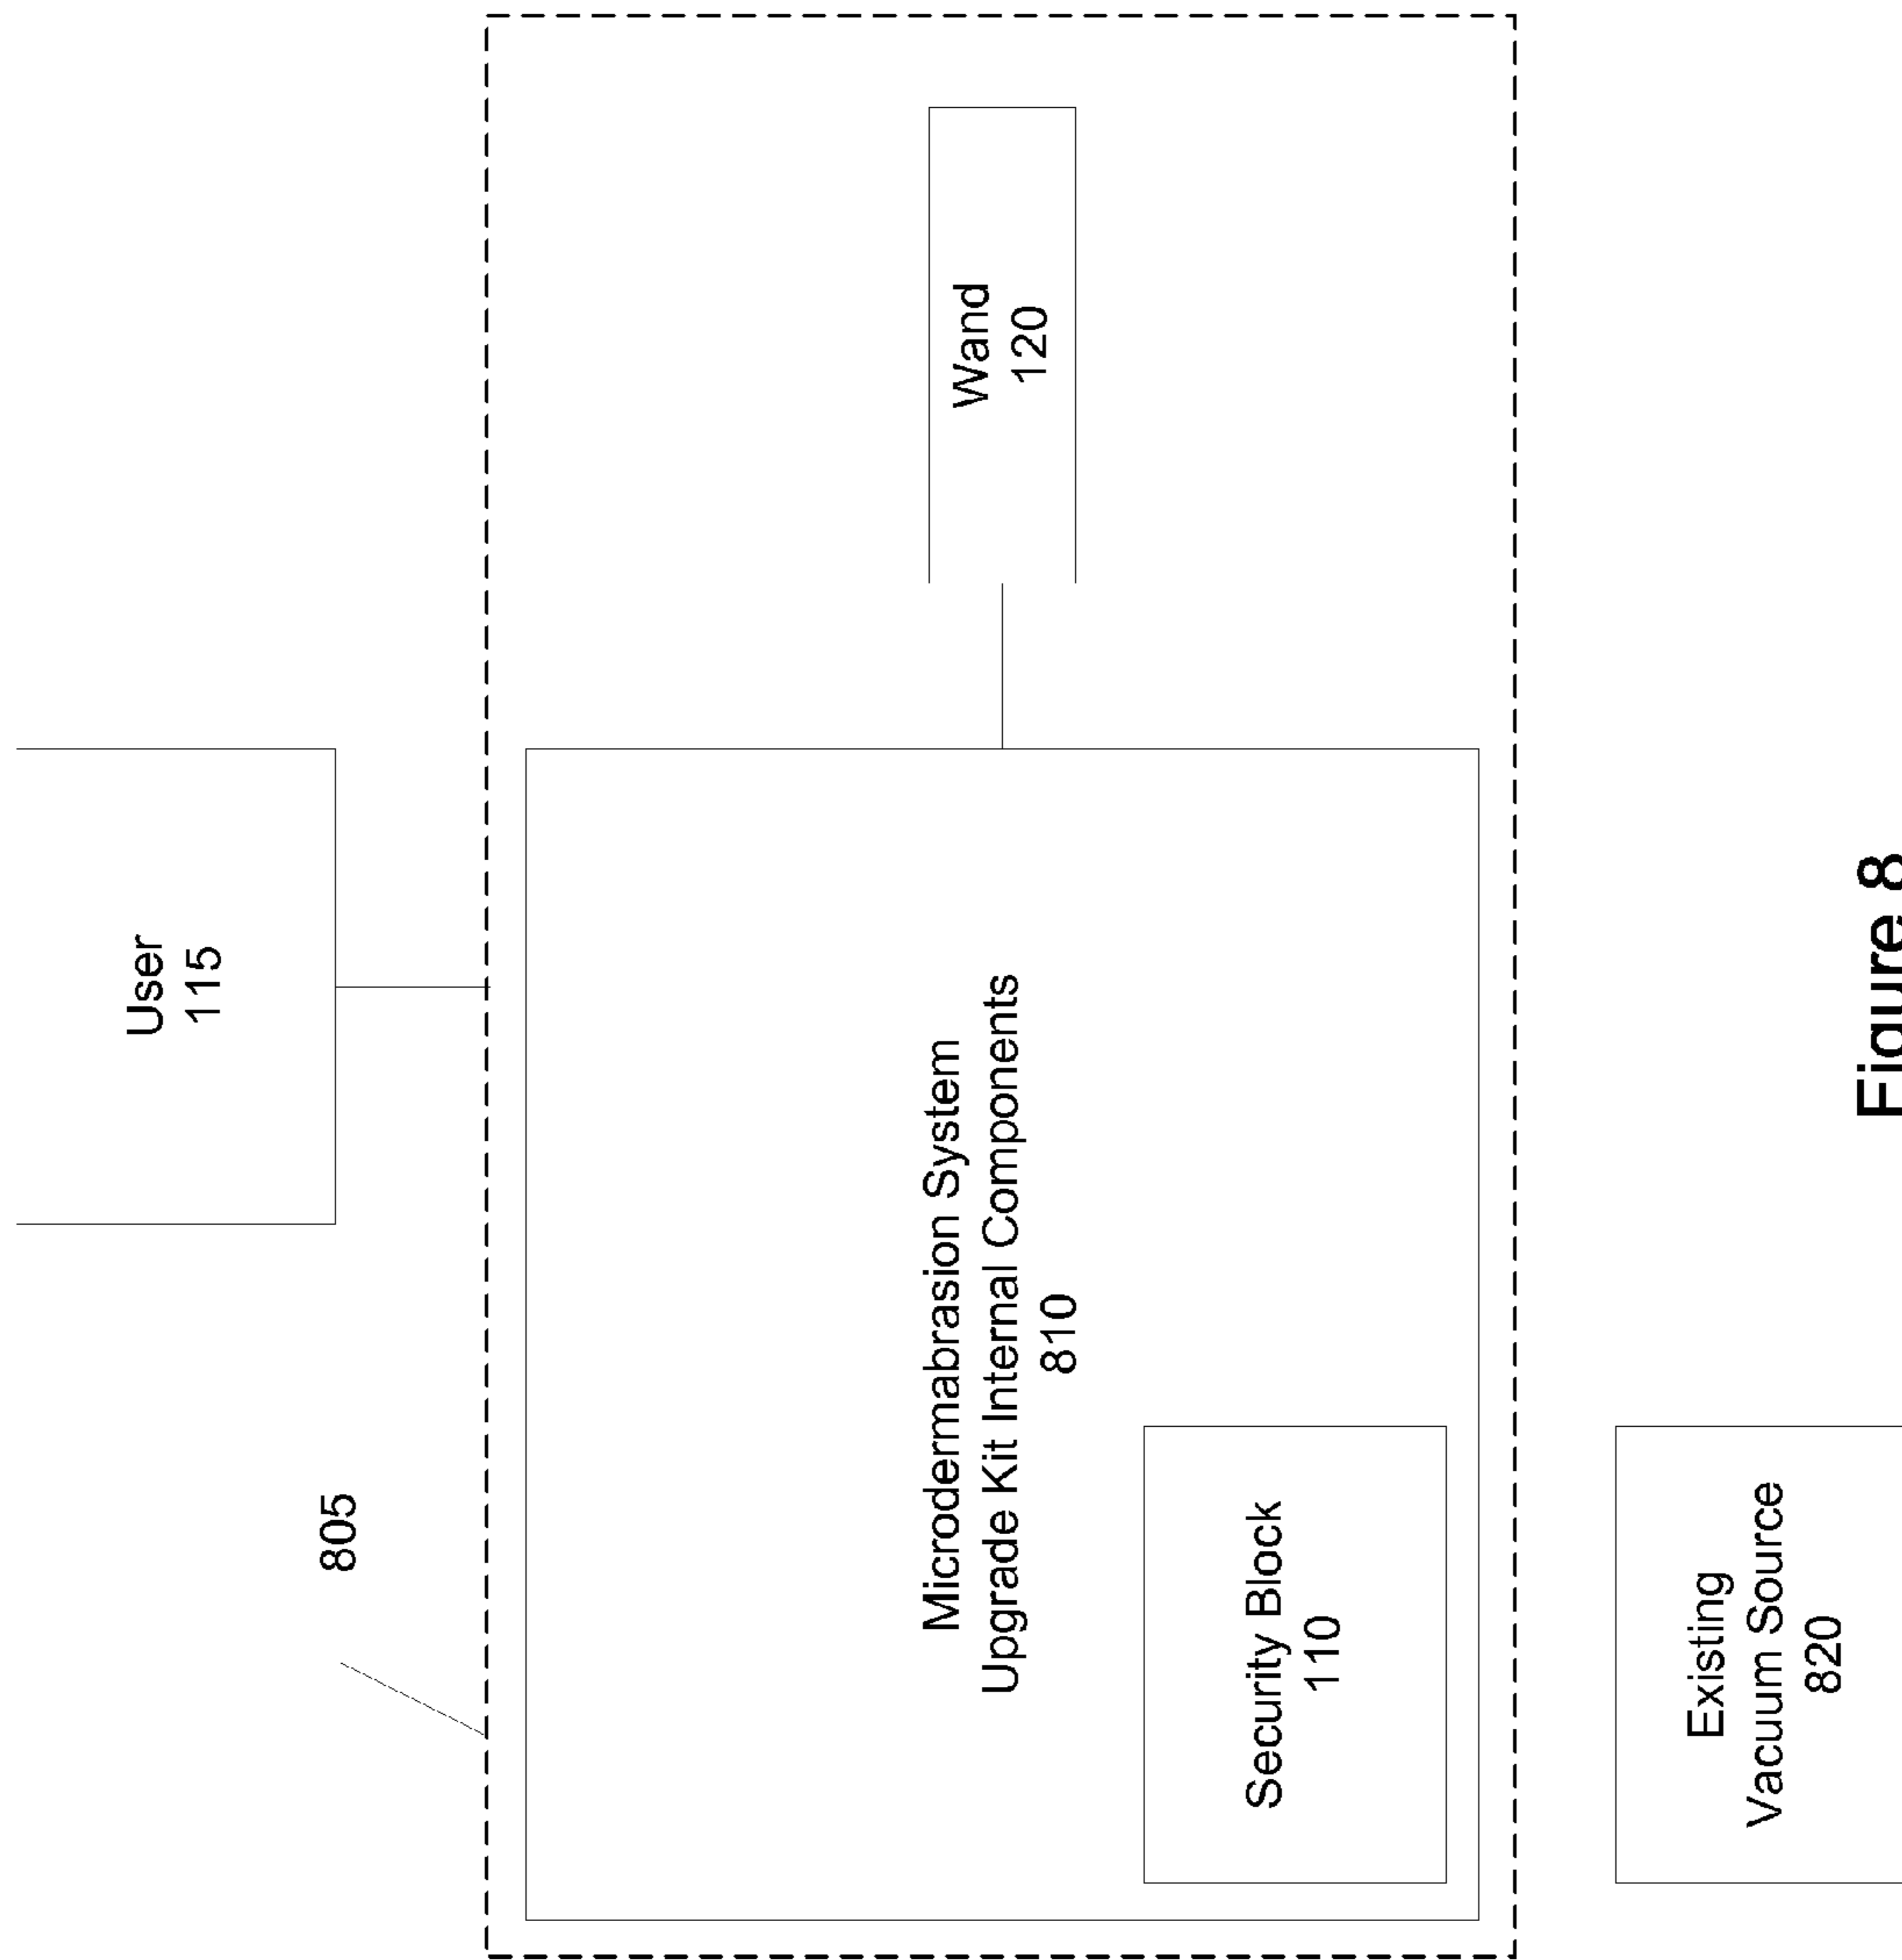 User
115
805
Microdermabrasion System
Upgrade Kit Internal Components
810
Wand
120
Security Block
110
Existing
Vacuum Source
820
Figure 8